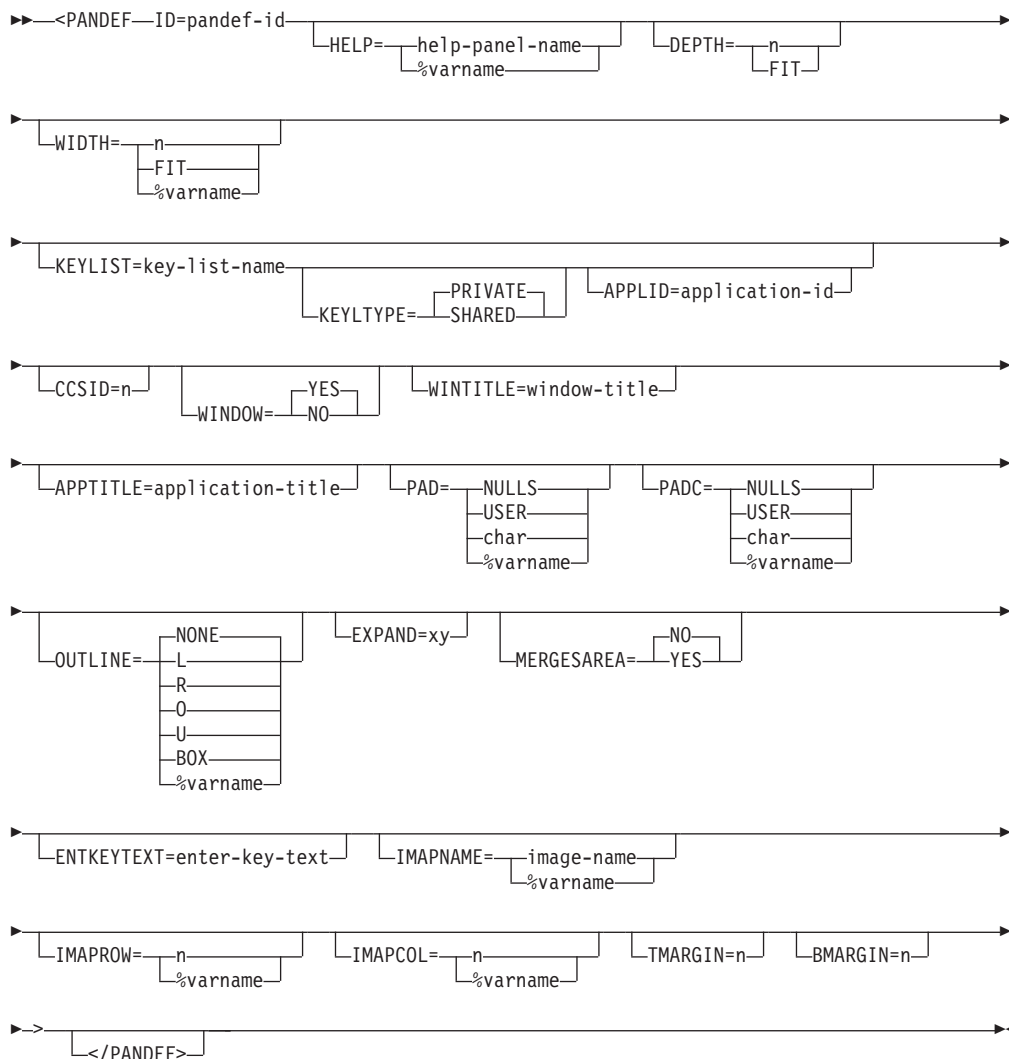 <PANDEF ID=pandef-id
HELP= help-panel-name
%varname
DEPTH= n
FIT
WIDTH= n
FIT
%varname
KEYLIST=key-list-name
KEYLTYPE= PRIVATE
SHARED
APPLID=application-id
CCSID=n
WINDOW= YES
NO
WINTITLE=window-title
APPTITLE=application-title
PAD= NULLS
USER
char
%varname
PADC= NULLS
USER
char
%varname
OUTLINE= NONE
L
R
O
U
BOX
%varname
EXPAND=xy
MERGESAREA= NO
YES
ENTKEYTEXT=enter-key-text
IMAPNAME= image-name
%varname
IMAPROW= n
%varname
IMAPCOL= n
%varname
TMARGIN=n
BMARGIN=n
>
</PANDEF>